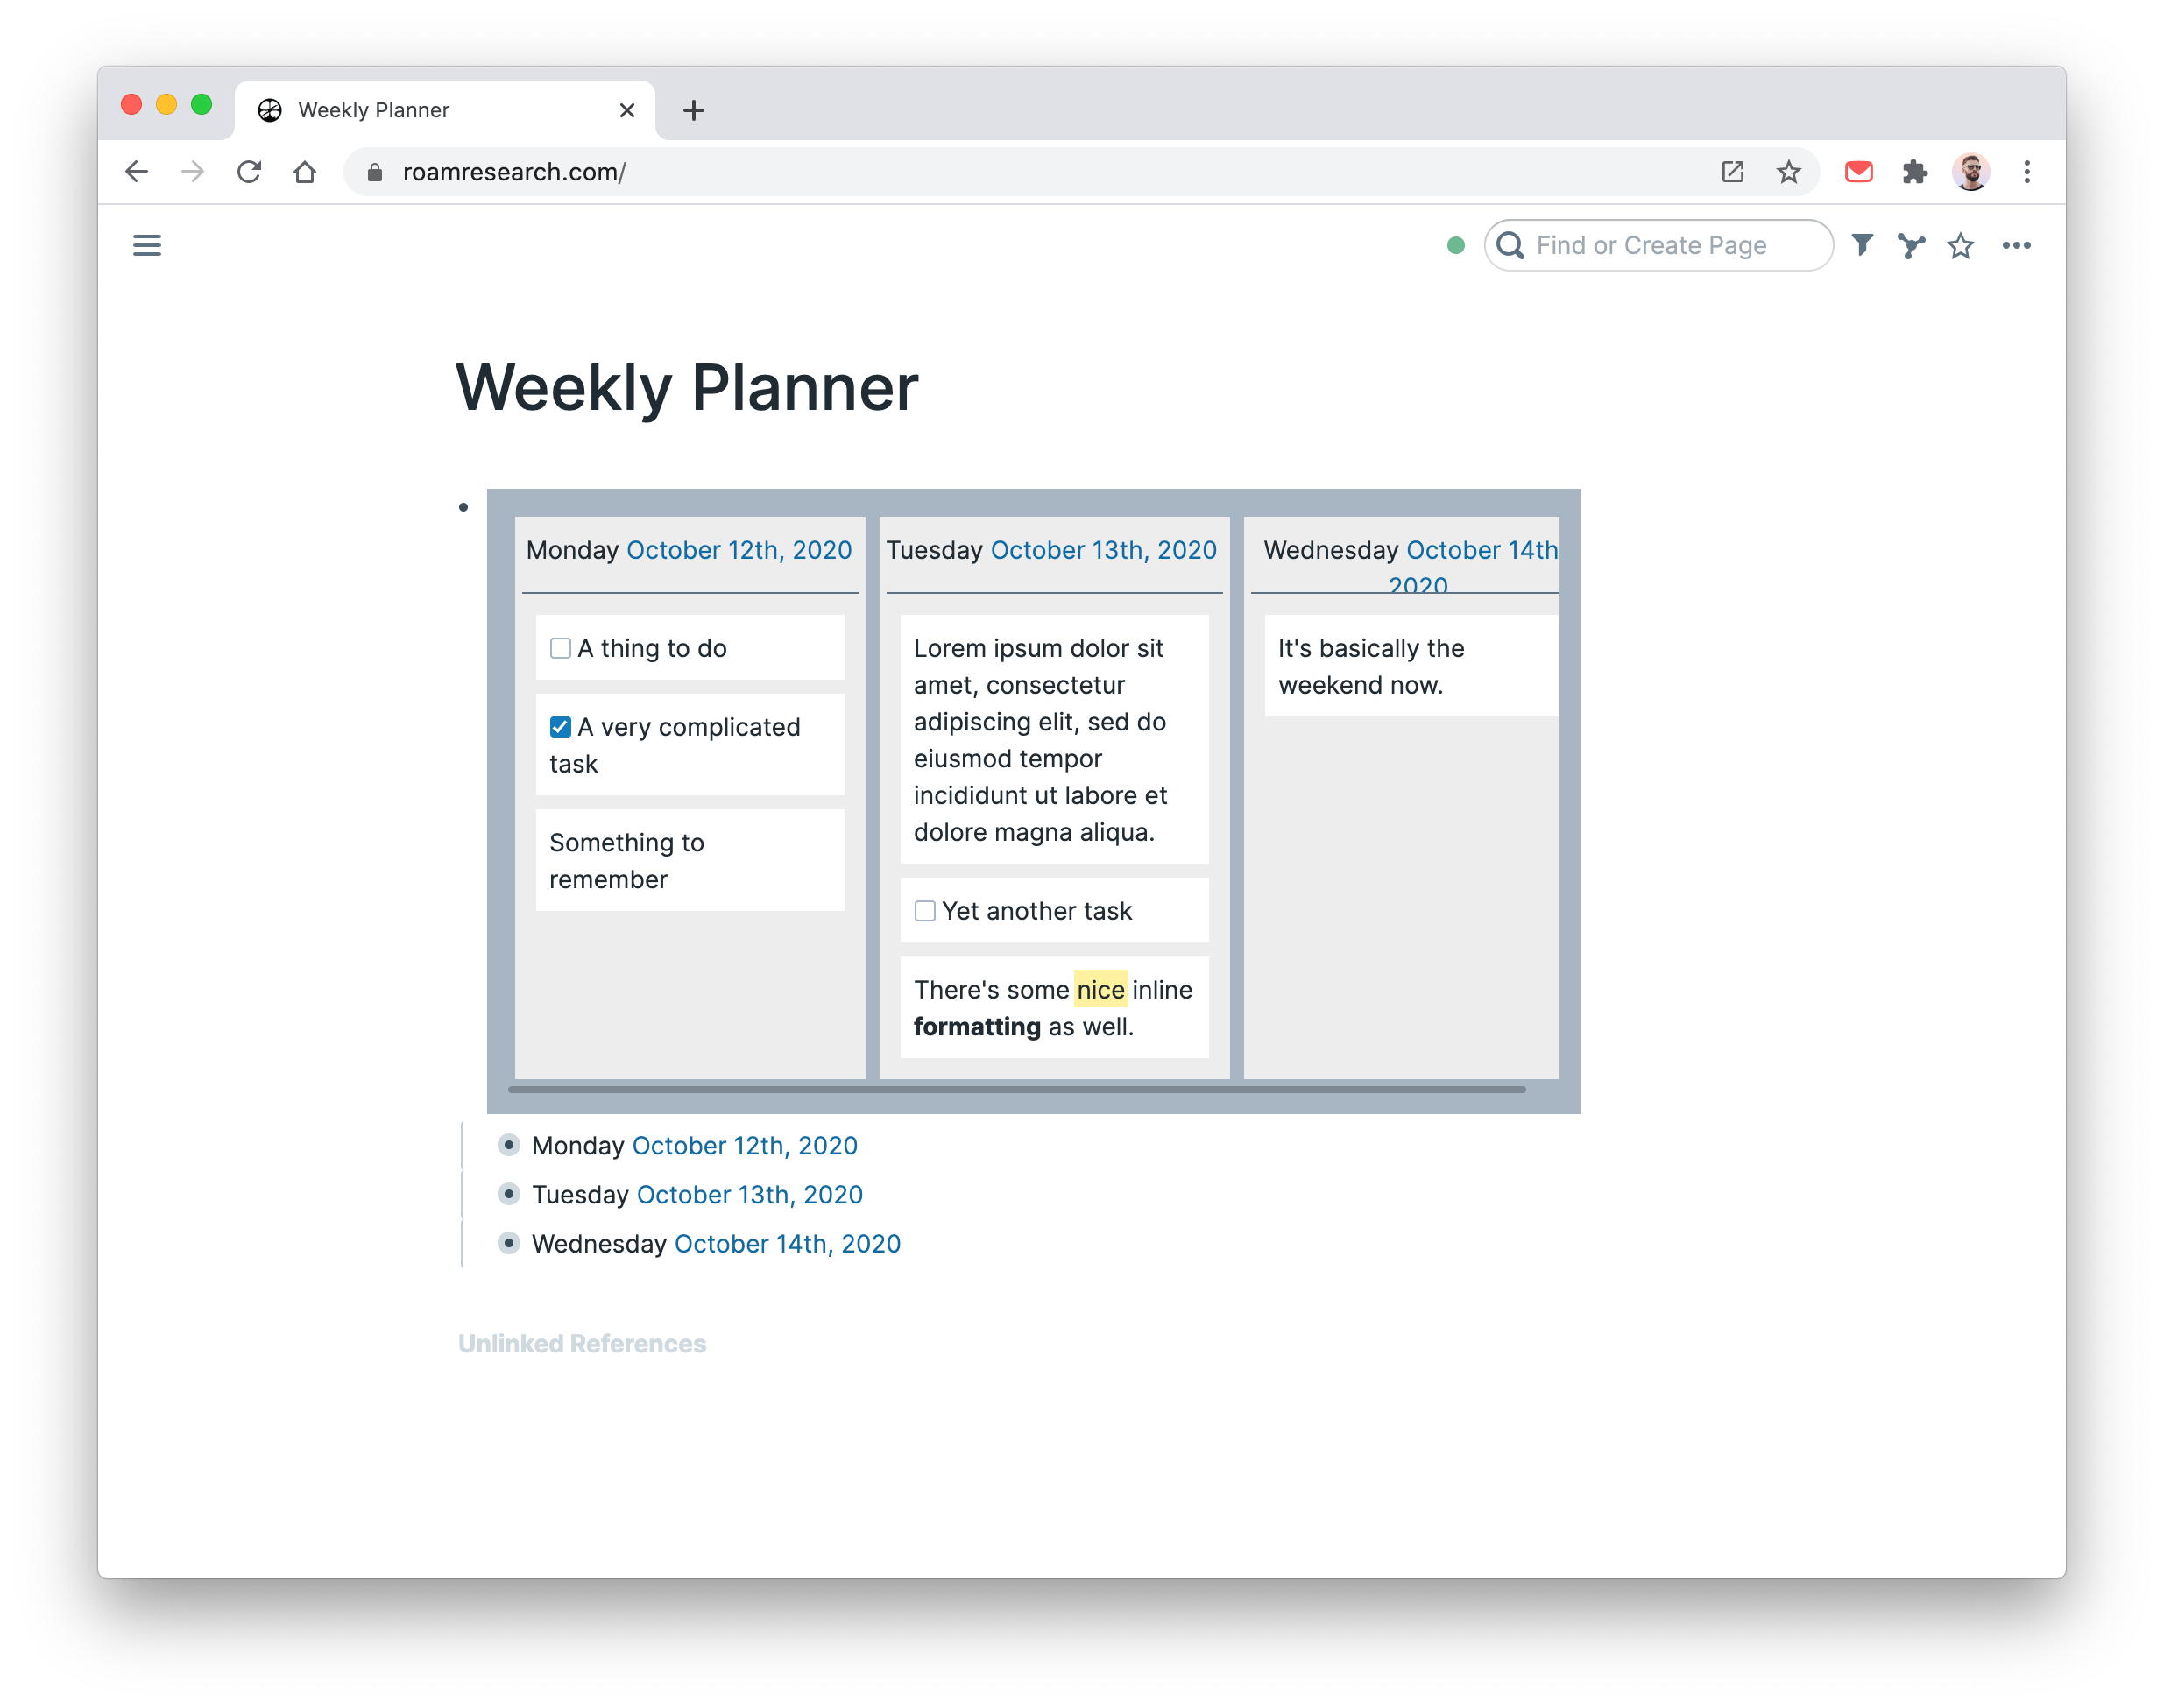 Weekly Planner
roamresearch.com/
Find or Create Page
Weekly Planner
Monday October 12th, 2020
A thing to do
A very complicated
task
Something to
remember
Tuesday October 13th, 2020
Lorem ipsum dolor sit
amet, consectetur
adipiscing elit, sed do
eiusmod tempor
incididunt ut labore et
dolore magna aliqua.
Yet another task
There's some nice inline
formatting as well.
Wednesday October 14th
2020
It's basically the
weekend now.
Monday October 12th, 2020
Tuesday October 13th, 2020
Wednesday October 14th, 2020
Unlinked References